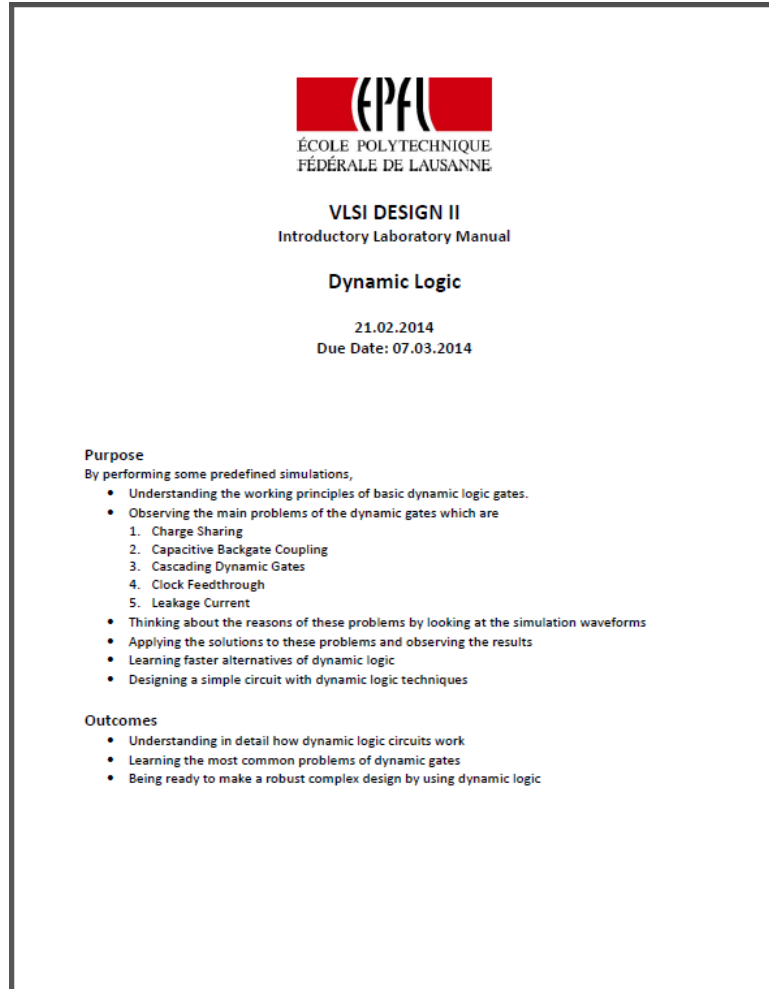 EPFL
ÉCOLE POLYTECHNIQUE
FÉDÉRALE DE LAUSANNE
VLSI DESIGN II
Introductory Laboratory Manual
Dynamic Logic
21.02.2014
Due Date: 07.03.2014
Purpose
By performing some predefined simulations,
• Understanding the working principles of basic dynamic logic gates.
• Observing the main problems of the dynamic gates which are
1. Charge Sharing
2. Capacitive Backgate Coupling
3. Cascading Dynamic Gates
4. Clock Feedthrough
5. Leakage Current
• Thinking about the reasons of these problems by looking at the simulation waveforms
• Applying the solutions to these problems and observing the results
• Learning faster alternatives of dynamic logic
• Designing a simple circuit with dynamic logic techniques
Outcomes
• Understanding in detail how dynamic logic circuits work
• Learning the most common problems of dynamic gates
• Being ready to make a robust complex design by using dynamic logic